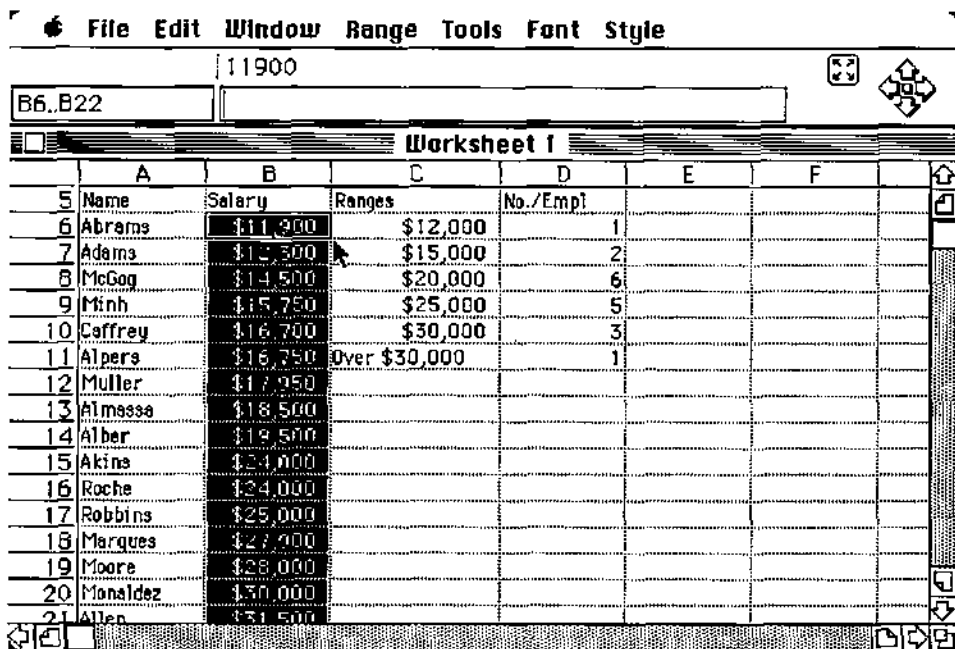 File Edit Window Range Tools Font Style
11900
B6..B22
Worksheet 1
A B C D E F
5 Name Salary Ranges No./Empl
6 Abrams $11,900 $12,000 1
7 Adams $12,300 $15,000 2
8 McGog $14,500 $20,000 6
9 Minh $15,750 $25,000 5
10 Caffrey $16,700 $30,000 3
11 Alpers $16,750 Over $30,000 1
12 Muller $17,950
13 Almassa $18,500
14 Alber $19,500
15 Akins $24,000
16 Roche $24,000
17 Robbins $25,000
18 Marques
19 Moore $28,000
20 Monaldez $30,000
21 Allen $31,500